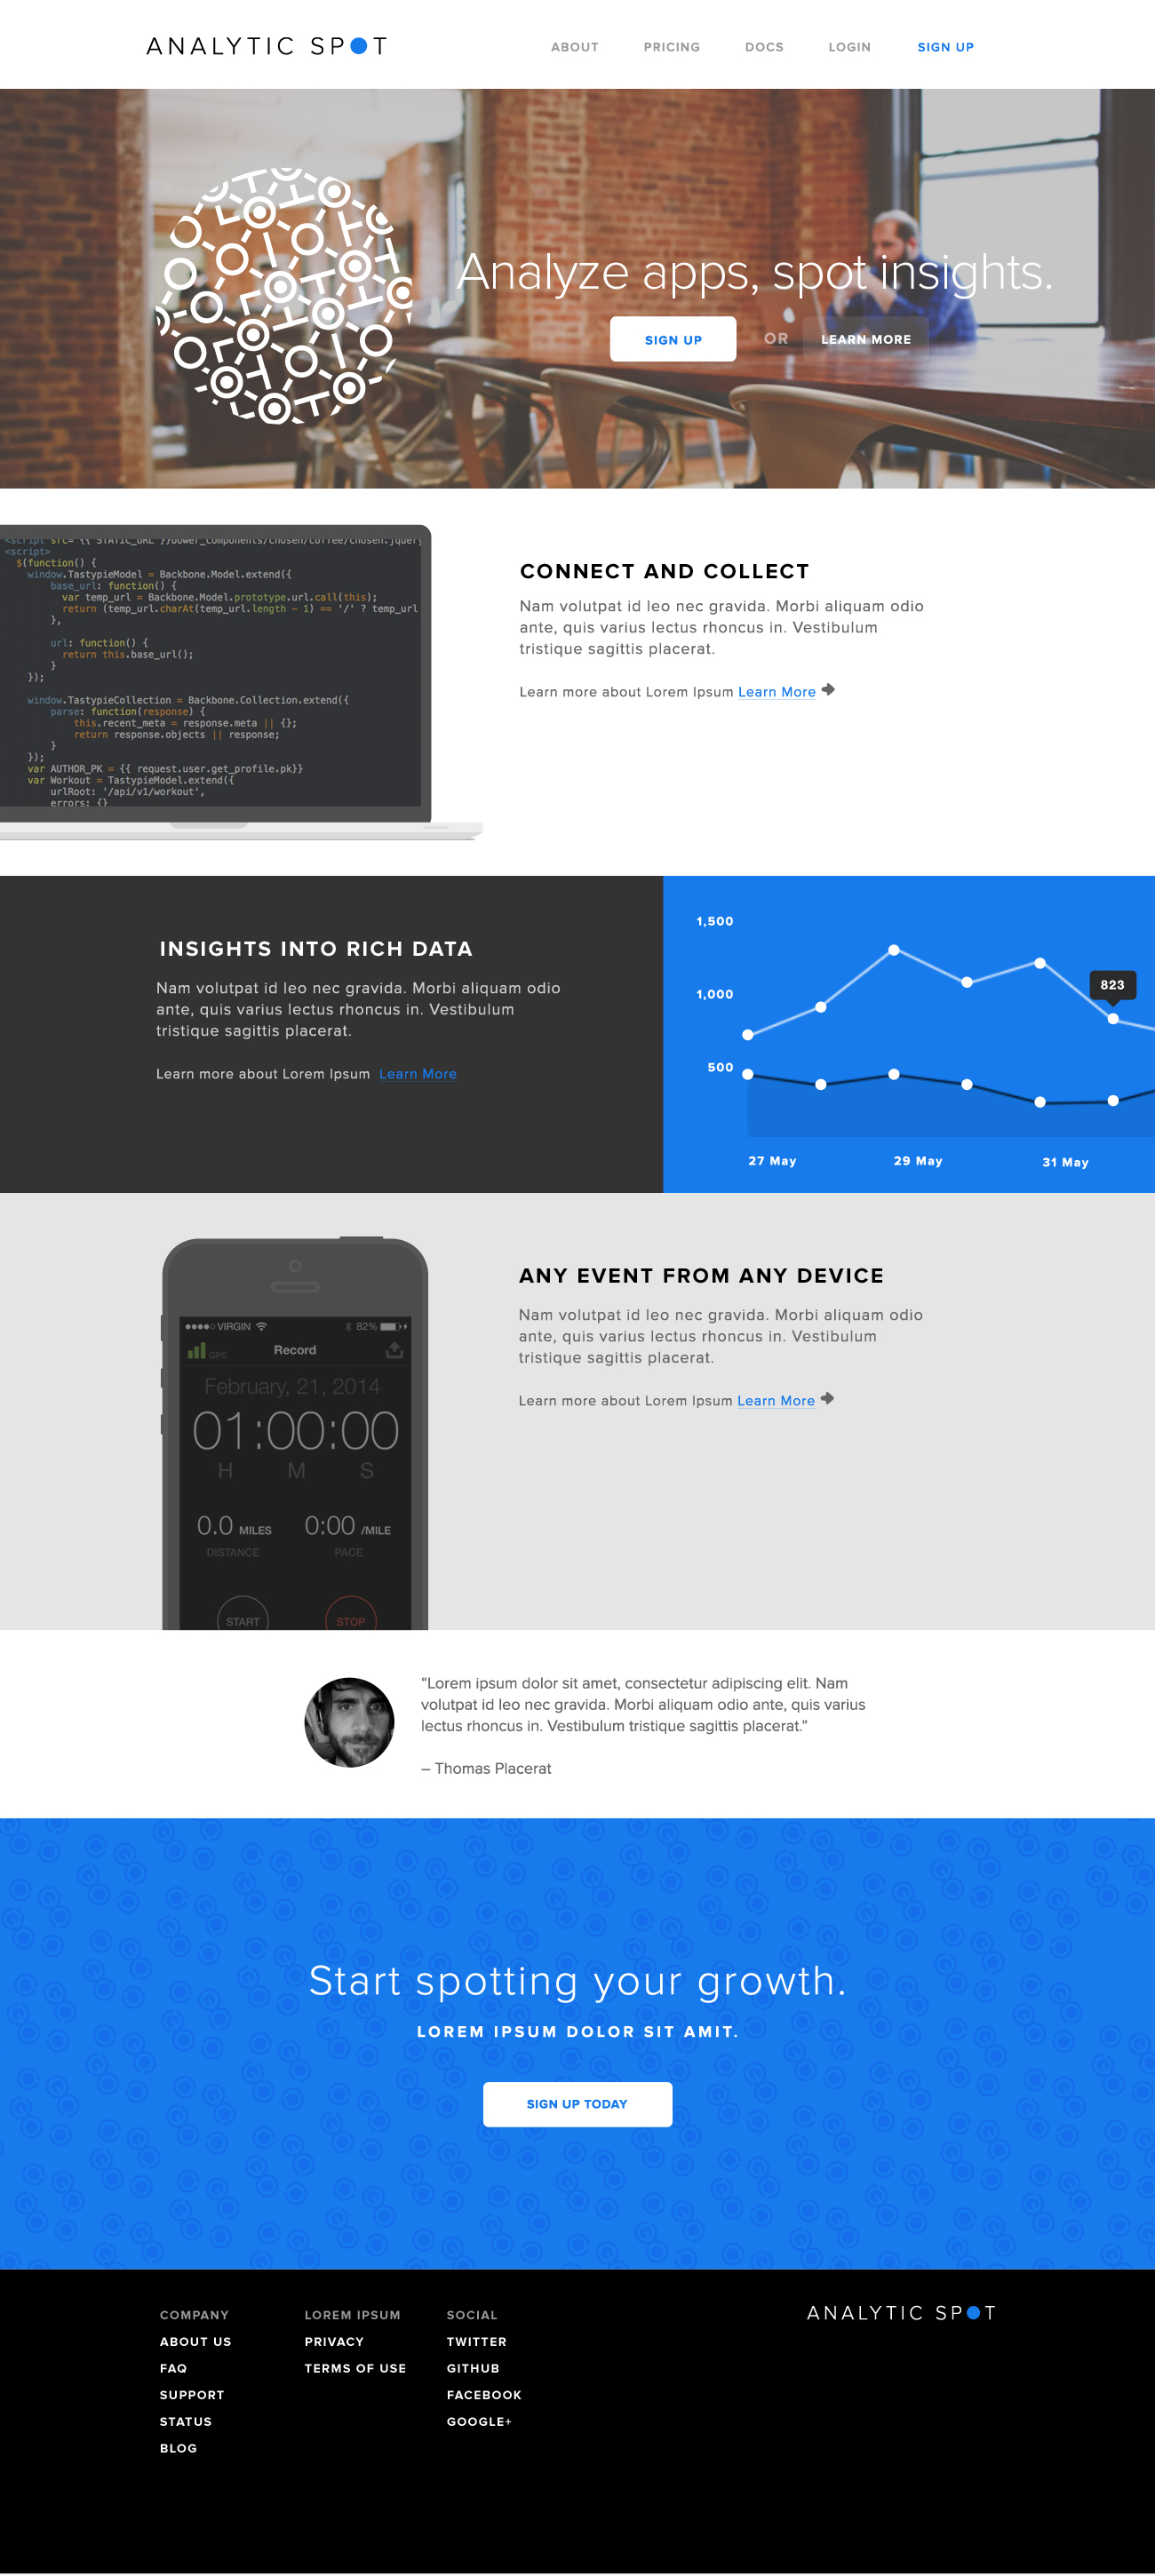 ANALYTIC SPOT
ABOUT PRICING DOCS LOGIN SIGN UP
Analyze apps, spot insights.
SIGN UP OR LEARN MORE
<script src="{{ STATIC_URL }}bower_components/chosen/coffee/chosen.jquery
<script>
$(function() {
window.TastypieModel = Backbone.Model.extend({
base_url: function() {
var temp_url = Backbone.Model.prototype.url.call(this);
return (temp_url.charAt(temp_url.length - 1) == '/' ? temp_url
},
url: function() {
return this.base_url();
}
});
window.TastypieCollection = Backbone.Collection.extend({
parse: function(response) {
this.recent_meta = response.meta || {};
return response.objects || response;
}
});
var AUTHOR_PK = {{ request.user.get_profile.pk}}
var Workout = TastypieModel.extend({
urlRoot: '/api/v1/workout',
errors: {}
CONNECT AND COLLECT
Nam volutpat id leo nec gravida. Morbi aliquam odio
ante, quis varius lectus rhoncus in. Vestibulum
tristique sagittis placerat.
Learn more about Lorem Ipsum Learn More
INSIGHTS INTO RICH DATA
Nam volutpat id leo nec gravida. Morbi aliquam odio
ante, quis varius lectus rhoncus in. Vestibulum
tristique sagittis placerat.
Learn more about Lorem Ipsum Learn More
1,500
1,000
823
500
27 May 29 May 31 May
VIRGIN 82%
GPS Record
February, 21, 2014
01:00:00
H M S
0.0 MILES 0:00 /MILE
DISTANCE PACE
START STOP
ANY EVENT FROM ANY DEVICE
Nam volutpat id leo nec gravida. Morbi aliquam odio
ante, quis varius lectus rhoncus in. Vestibulum
tristique sagittis placerat.
Learn more about Lorem Ipsum Learn More
“Lorem ipsum dolor sit amet, consectetur adipiscing elit. Nam
volutpat id leo nec gravida. Morbi aliquam odio ante, quis varius
lectus rhoncus in. Vestibulum tristique sagittis placerat.”
– Thomas Placerat
Start spotting your growth.
LOREM IPSUM DOLOR SIT AMIT.
SIGN UP TODAY
COMPANY
ABOUT US
FAQ
SUPPORT
STATUS
BLOG
LOREM IPSUM
PRIVACY
TERMS OF USE
SOCIAL
TWITTER
GITHUB
FACEBOOK
GOOGLE+
ANALYTIC SPOT